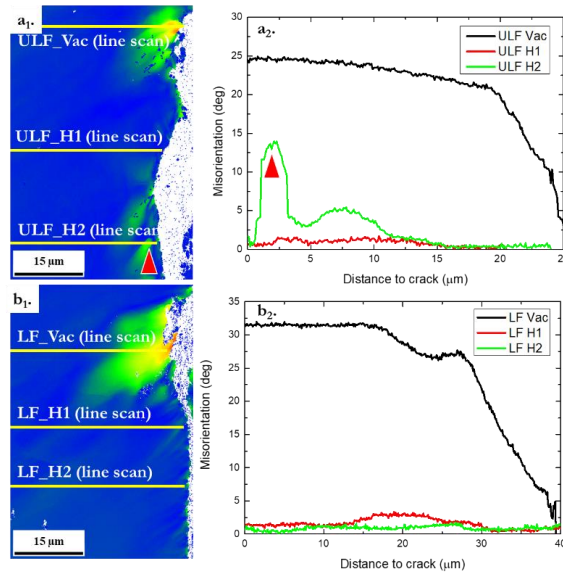 a₁.
ULF_Vac (line scan)
ULF_H1 (line scan)
ULF_H2 (line scan)
15 µm
a₂.
ULF Vac
ULF H1
ULF H2
Misorientation (deg)
30
25
20
15
10
5
0
0 5 10 15 20 25
Distance to crack(µm)
b₁.
LF_Vac (line scan)
LF_H1 (line scan)
LF_H2 (line scan)
15 µm
b₂.
LF Vac
LF H1
LF H2
Misorientation (deg)
35
30
25
20
15
10
5
0
0 10 20 30 40
Distance to crack (µm)